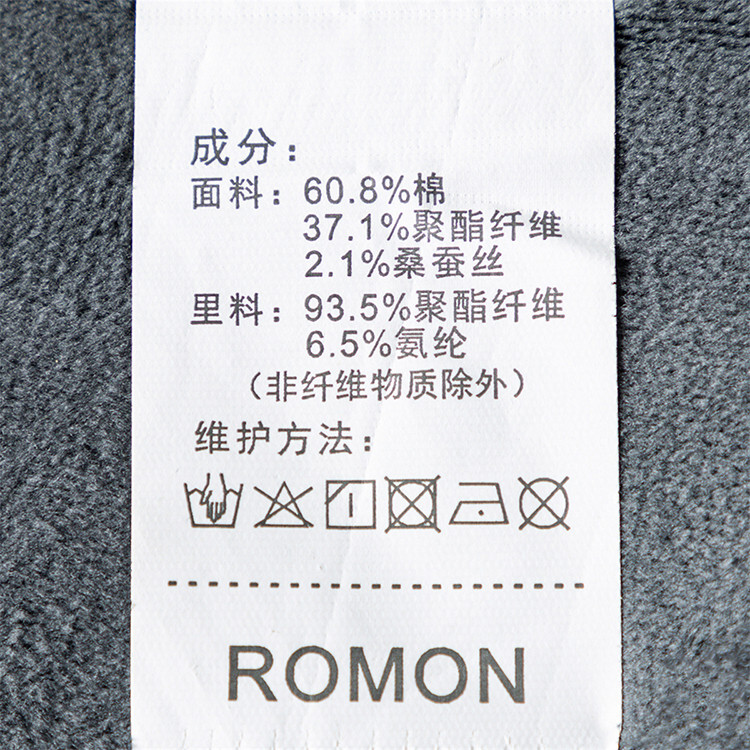 成分：
面料：60.8%棉
37.1%聚酯纤维
2.1%桑蚕丝
里料：93.5%聚酯纤维
6.5%氨纶
（非纤维物质除外）
维护方法：
ROMON